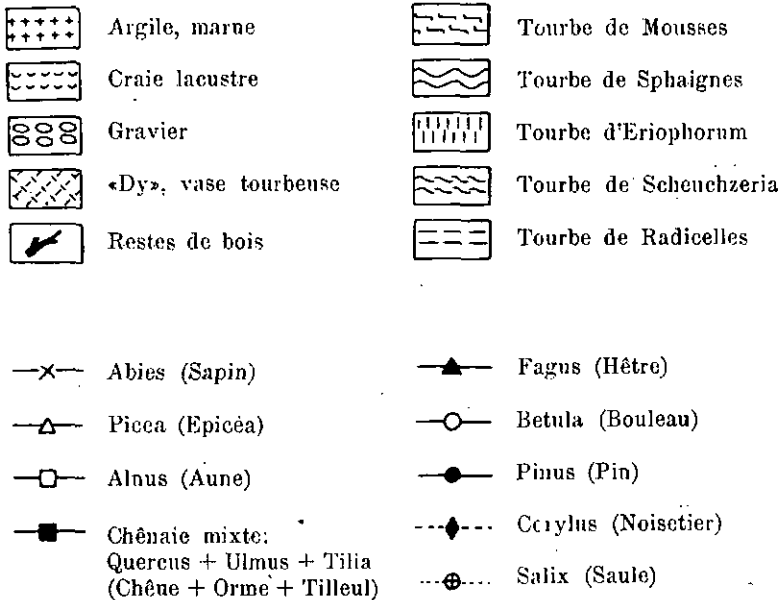 Argile, marne
Craie lacustre
Gravier
«Dy», vase tourbeuse
Restes de bois
Tourbe de Mousses
Tourbe de Sphaignes
Tourbe d'Eriophorum
Tourbe de Scheuchzeria
Tourbe de Radicelles
Abies (Sapin)
Picea (Epicéa)
Alnus (Aune)
Chênaie mixte:
Quercus + Ulmus + Tilia
(Chêne + Orme + Tilleul)
Fagus (Hêtre)
Betula (Bouleau)
Pinus (Pin)
Corylus (Noisetier)
Salix (Saule)